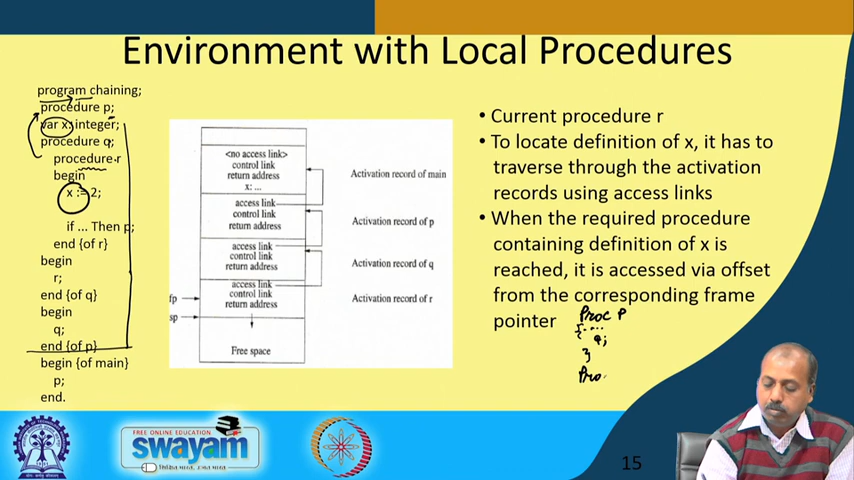 Environment with Local Procedures
program chaining;
procedure p;
var x: integer;
procedure q;
procedure r
begin
x := 2;
if ... Then p;
end {of r}
begin
r;
end {of q}
begin
q;
end {of p}
begin {of main}
p;
end.
<no access link>
control link
return address
x: ...
Activation record of main
access link
control link
return address
Activation record of p
access link
control link
return address
Activation record of q
access link
control link
return address
Activation record of r
fp
sp
Free space
• Current procedure r
• To locate definition of x, it has to
traverse through the activation
records using access links
• When the required procedure
containing definition of x is
reached, it is accessed via offset
from the corresponding frame
pointer
Proc P
{ ....
q;
}
Pro
FREE ONLINE EDUCATION
swayam
शिक्षित भारत, उन्नत भारत
15